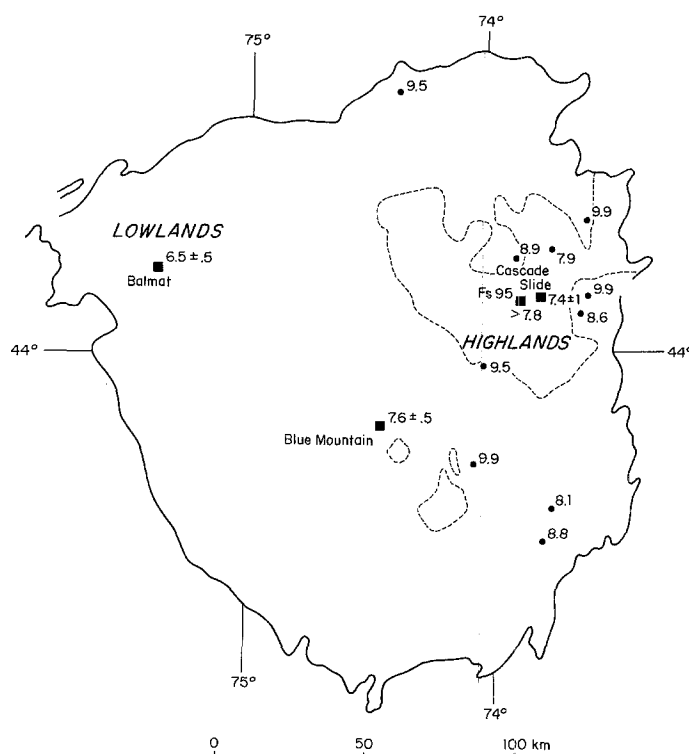 75°
74°
9.5
LOWLANDS
6.5 ± .5
Balmat
9.9
8.9
7.9
Cascade
Slide
Fs 95
7.4±1
9.9
>7.8
8.6
44°
HIGHLANDS
44°
9.5
7.6 ± .5
Blue Mountain
9.9
8.1
8.8
75°
74°
0 50 100 km